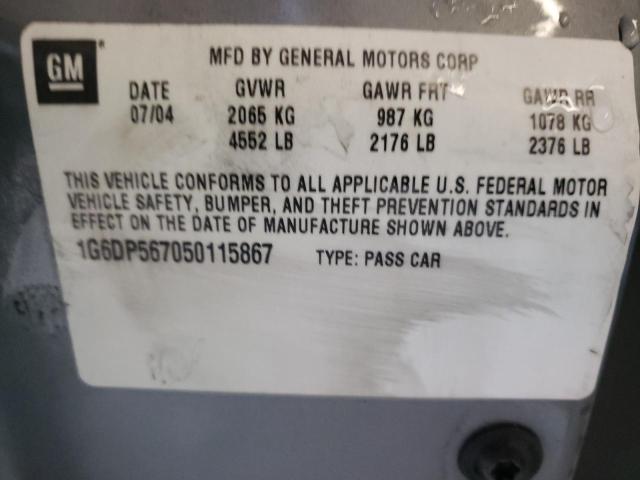 GM
MFD BY GENERAL MOTORS CORP
DATE GVWR GAWR FRT GAWR RR
07/04 2065 KG 987 KG 1078 KG
4552 LB 2176 LB 2376 LB
THIS VEHICLE CONFORMS TO ALL APPLICABLE U.S. FEDERAL MOTOR
VEHICLE SAFETY, BUMPER, AND THEFT PREVENTION STANDARDS IN
EFFECT ON THE DATE OF MANUFACTURE SHOWN ABOVE.
1G6DP567050115867 TYPE: PASS CAR